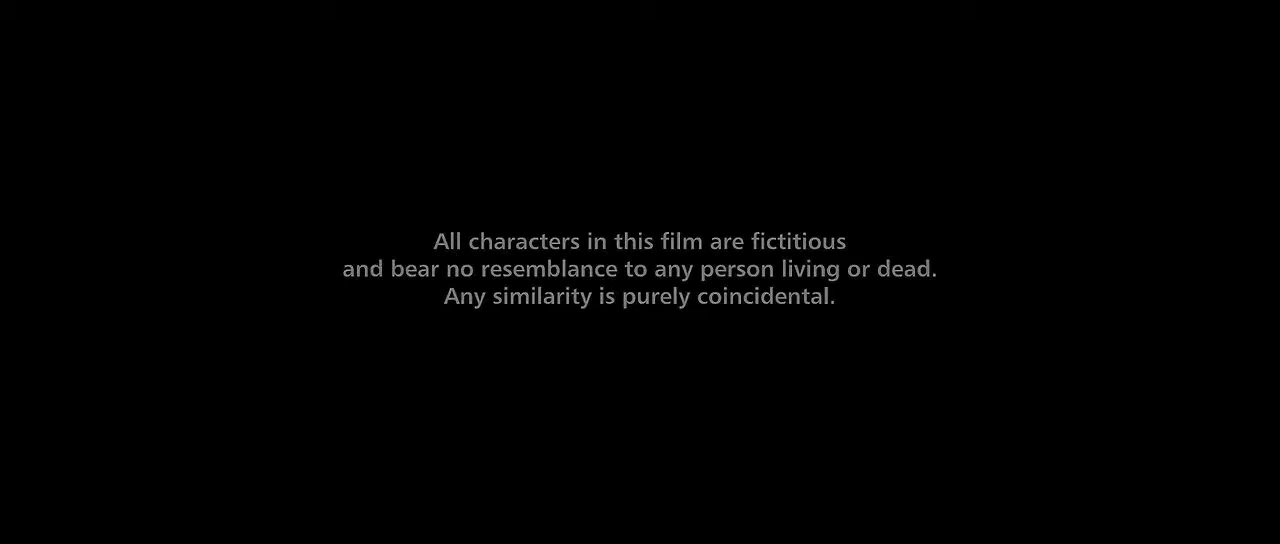 All characters in this film are fictitious
and bear no resemblance to any person living or dead.
Any similarity is purely coincidental.